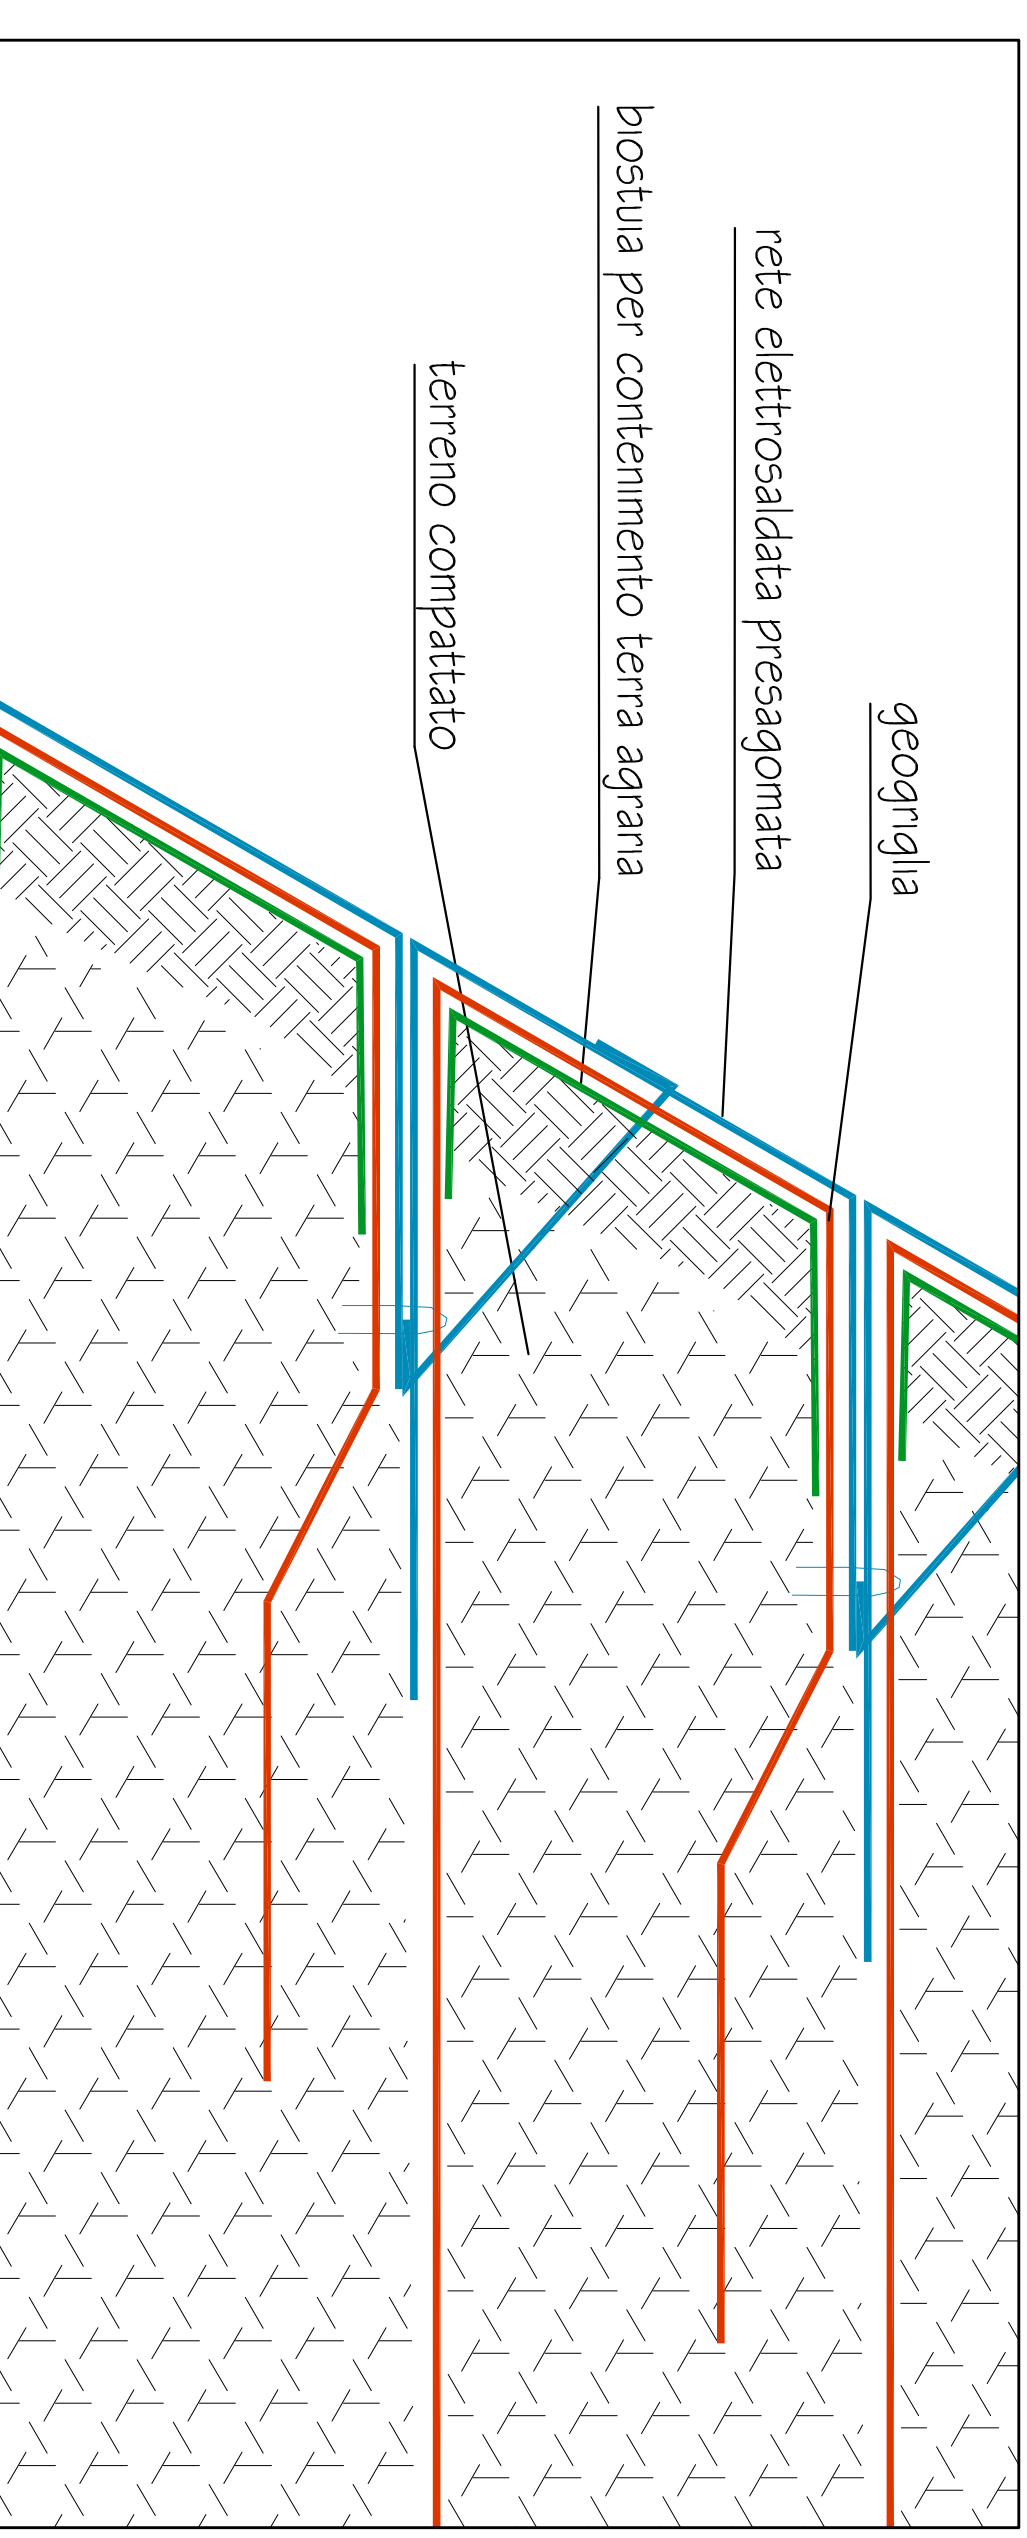 geogriglia
rete elettrosaldata presagomata
biostuia per contenimento terra agraria
terreno compattato